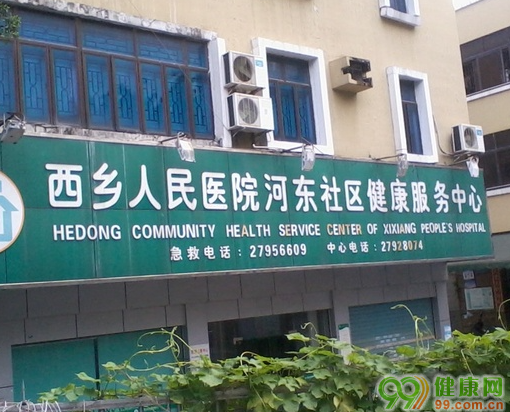 西乡人民医院河东社区健康服务中心
HEDONG COMMUNITY HEALTH SERVICE CENTER OF XIXIANG PEOPLE'S HOSPITAL
急救电话：27956609 中心电话：27928074
99健康网
99.com.cn